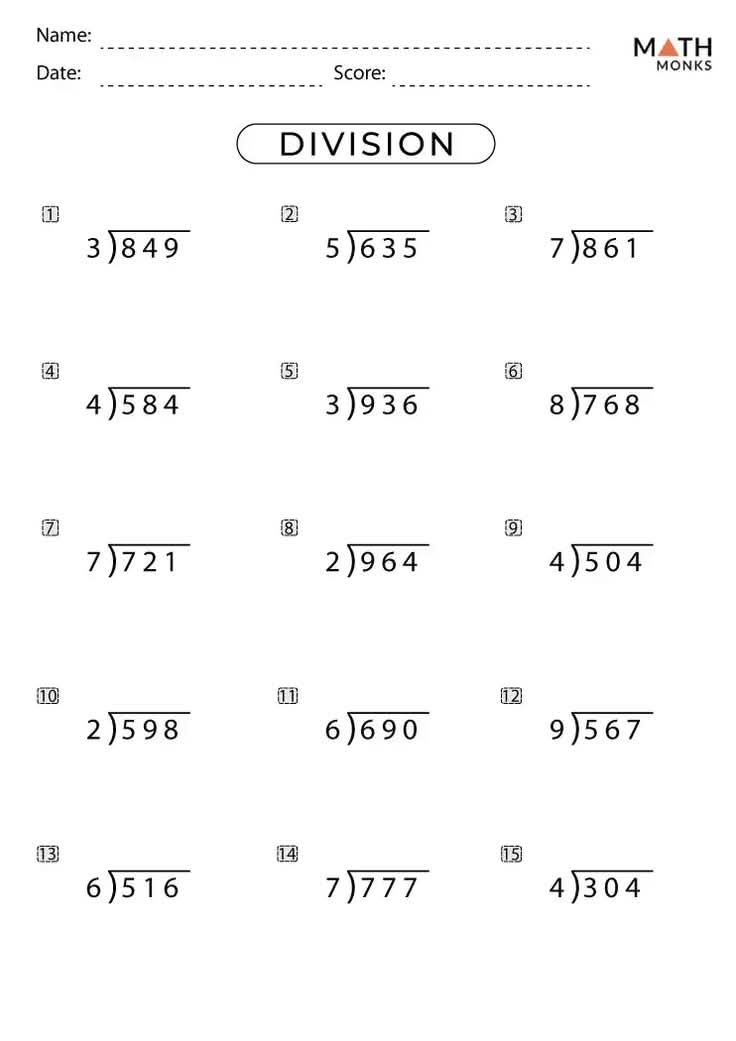 Name:
MATH
MONKS
Date: Score:
DIVISION
1 2 3
3)849 5)635 7)861
4 5 6
4)584 3)936 8)768
7 8 9
7)721 2)964 4)504
10 11 12
2)598 6)690 9)567
13 14 15
6)516 7)777 4)304